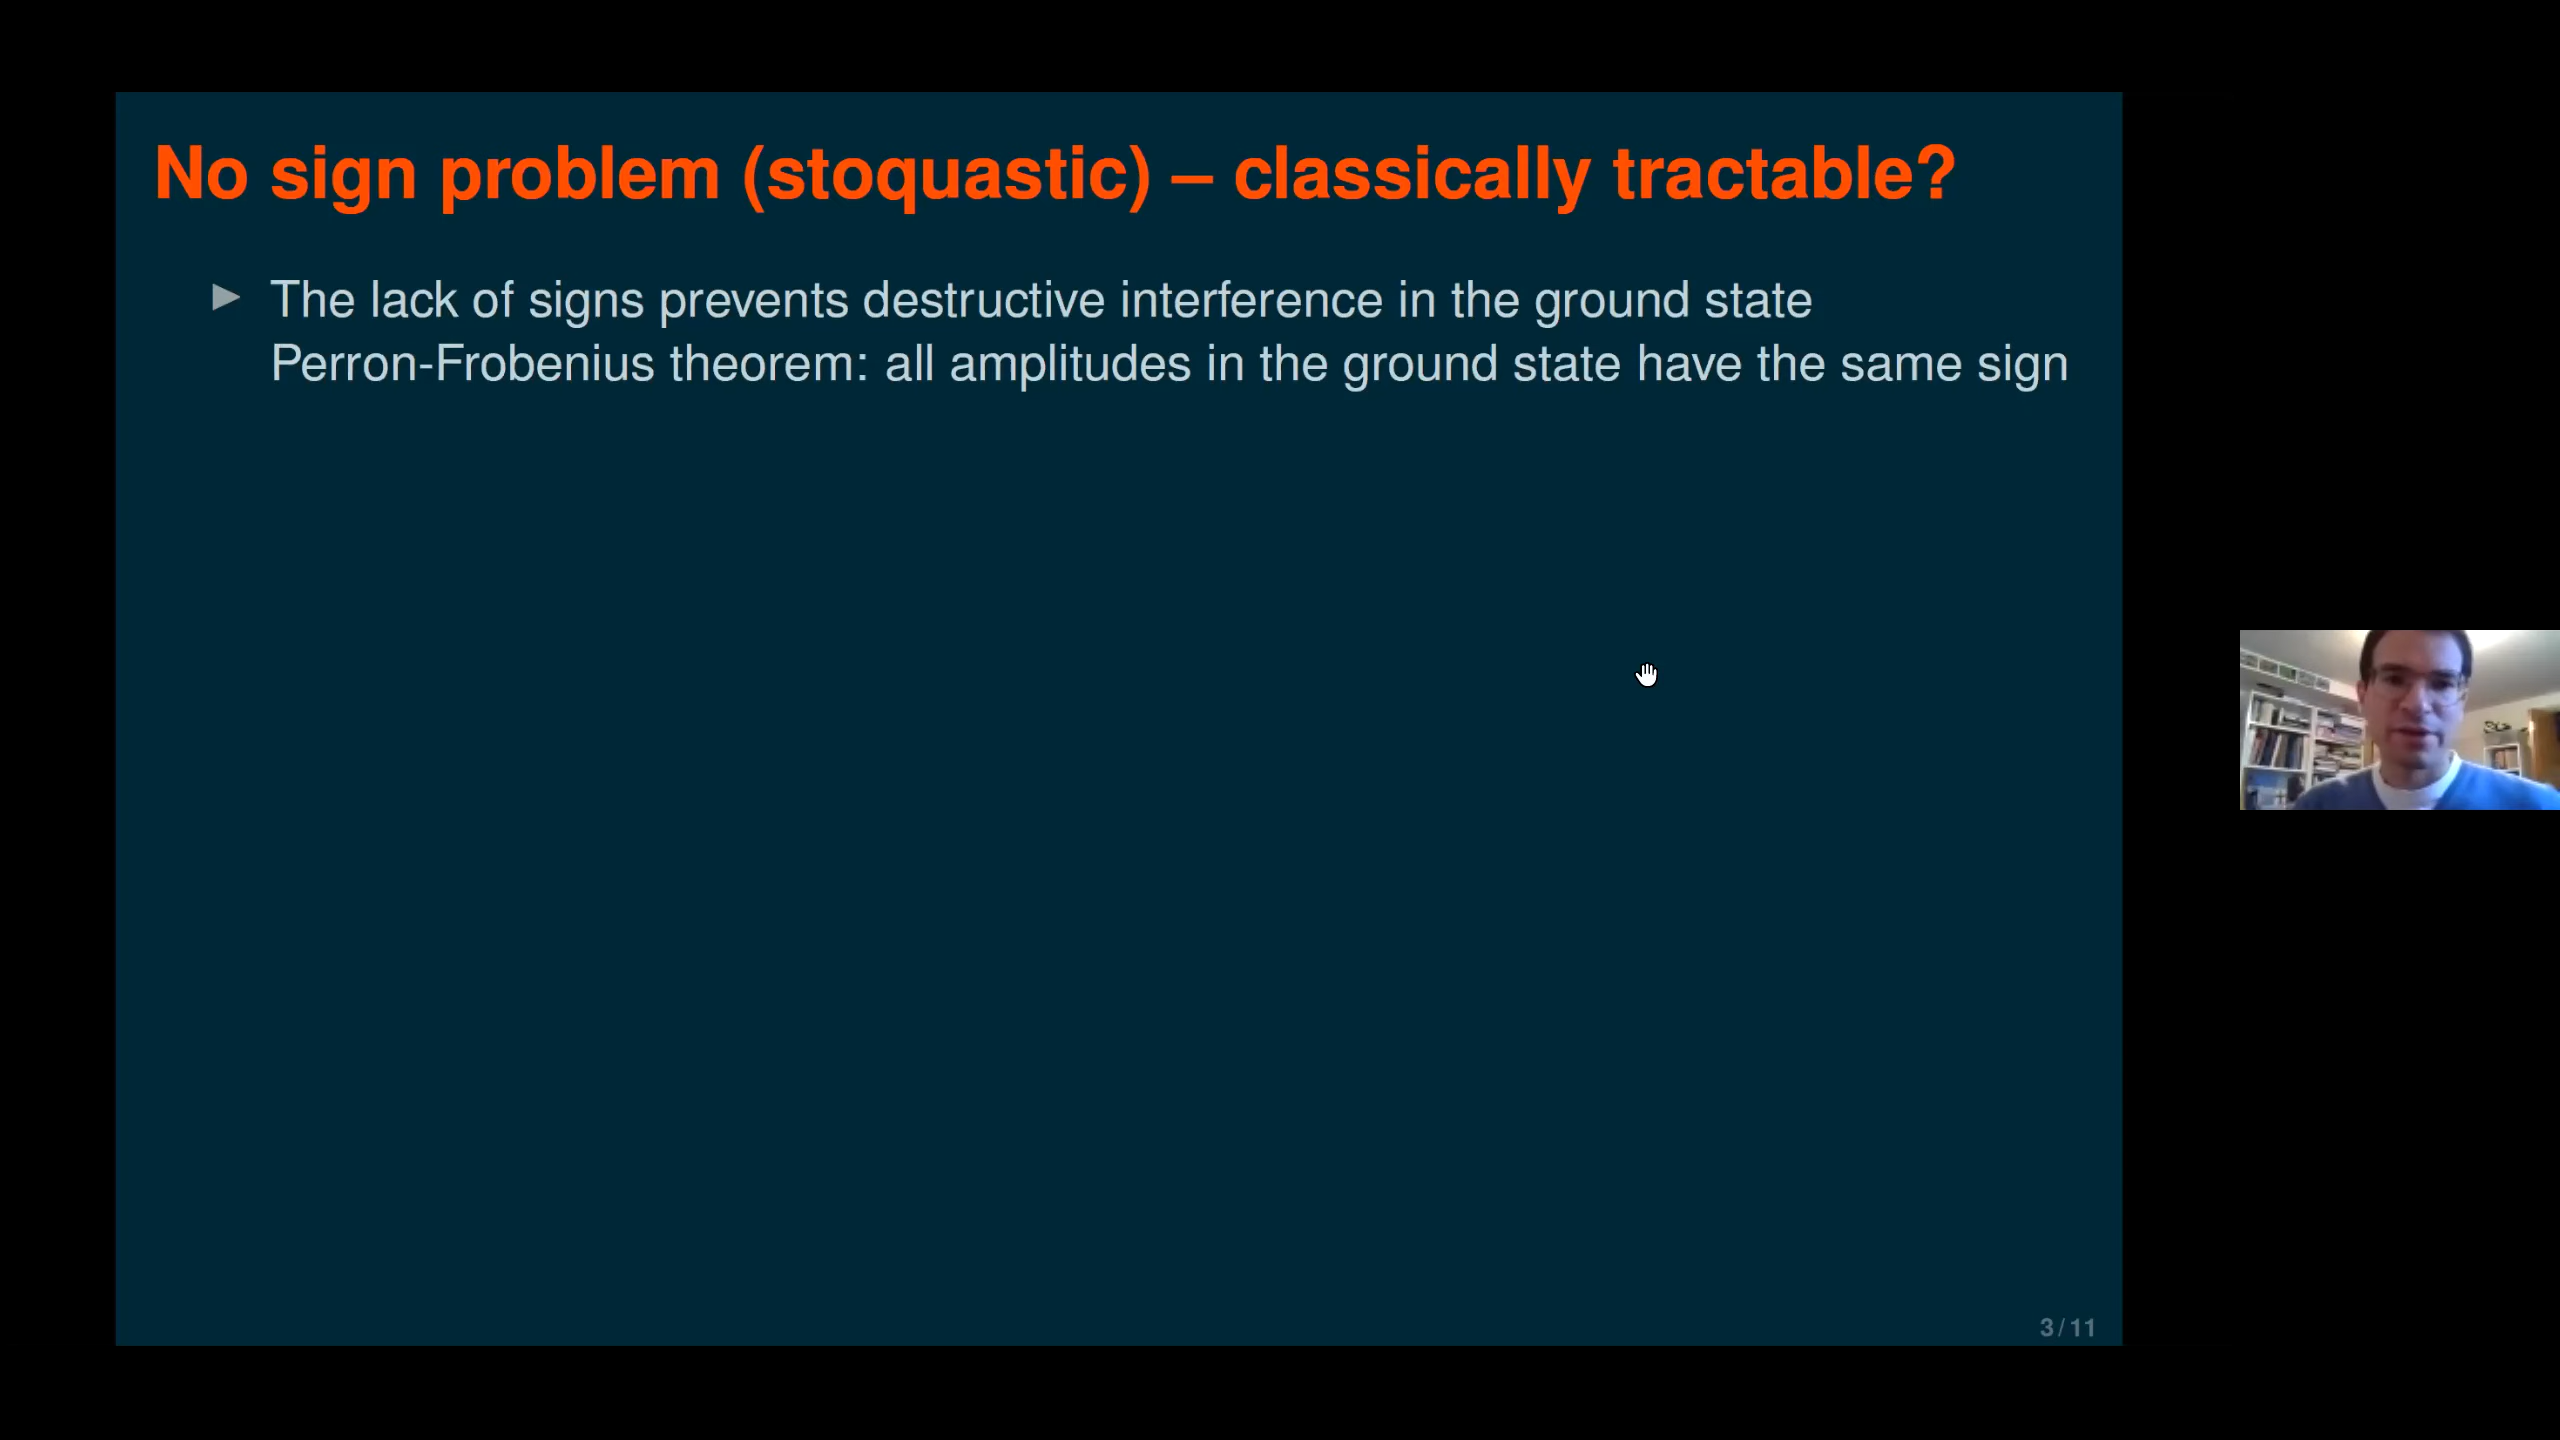 No sign problem (stoquastic) – classically tractable?
► The lack of signs prevents destructive interference in the ground state
Perron-Frobenius theorem: all amplitudes in the ground state have the same sign
3/11